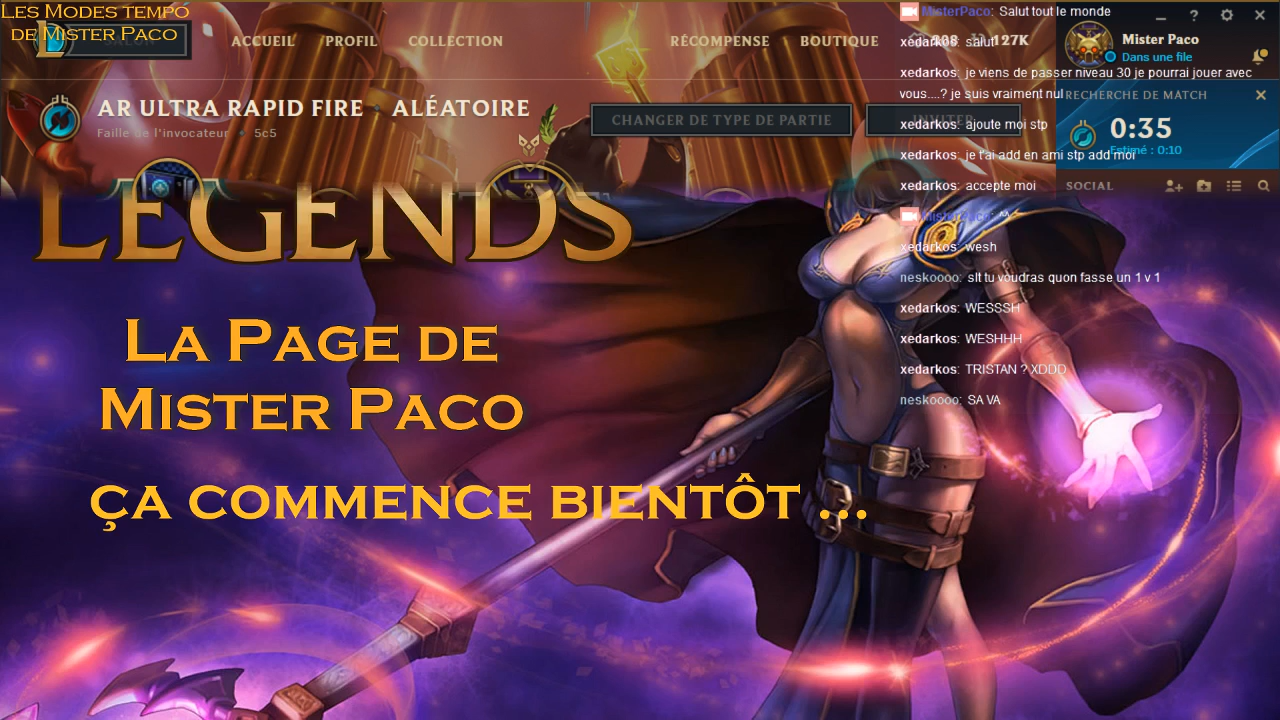 Les Modes tempo
de Mister Paco
SALON
ACCUEIL
PROFIL
COLLECTION
RÉCOMPENSE
BOUTIQUE
388
127K
Mister Paco
Dans une file
AR ULTRA RAPID FIRE • ALÉATOIRE
Faille de l'invocateur • 5c5
CHANGER DE TYPE DE PARTIE
INVITER
RECHERCHE DE MATCH
0:35
Estimé : 0:10
SOCIAL
MisterPaco: Salut tout le monde
xedarkos: salut
xedarkos: je viens de passer niveau 30 je pourrai jouer avec
vous....? je suis vraiment nul
xedarkos: ajoute moi stp
xedarkos: je t'ai add en ami stp add moi
xedarkos: accepte moi
MisterPaco: ^^
xedarkos: wesh
neskoooo: slt tu voudras quon fasse un 1 v 1
xedarkos: WESSSH
xedarkos: WESHHH
xedarkos: TRISTAN ? XDDD
neskoooo: SA VA
LEGENDS
La Page de
Mister Paco
ça commence bientôt ...